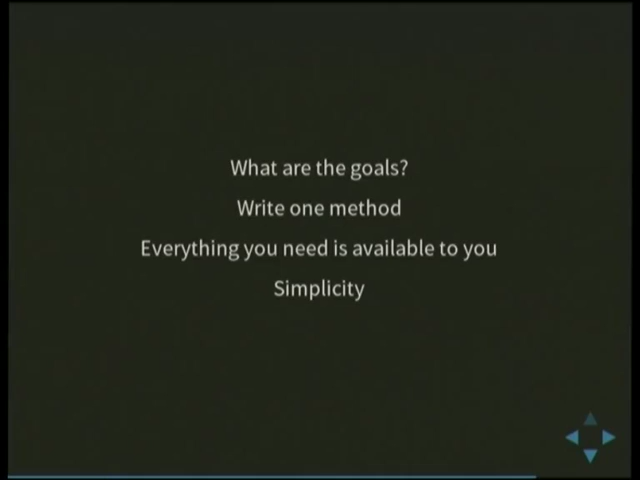 What are the goals?
Write one method
Everything you need is available to you
Simplicity